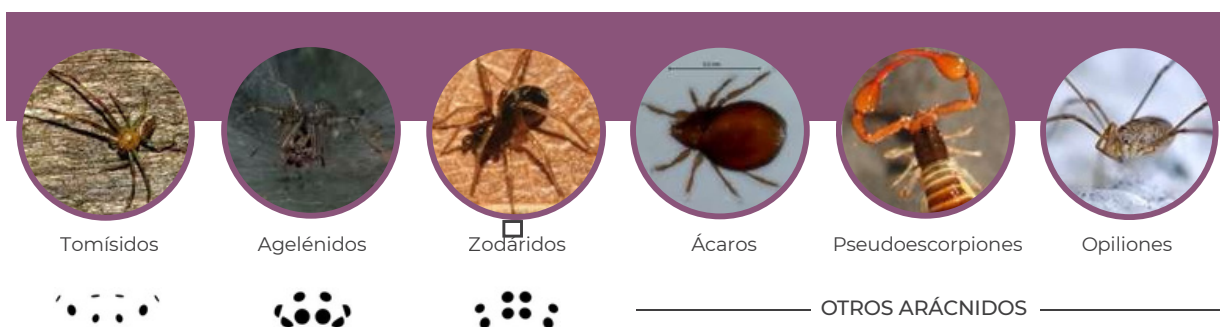 Tomísidos
Agelénidos
Zodáridos
Ácaros
Pseudoescorpiones
Opiliones
OTROS ARÁCNIDOS